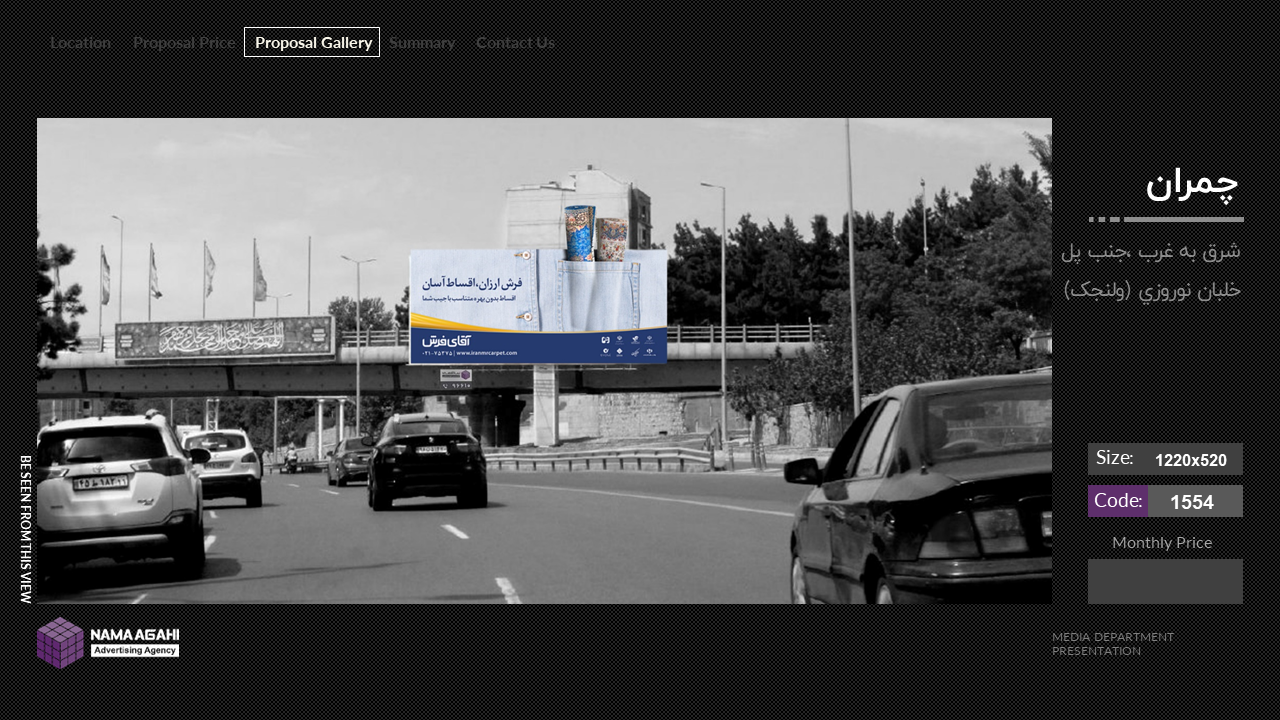 Location
Proposal Price
Proposal Gallery
Summary
Contact Us
چمران
شرق به غرب ،جنب پل
خلبان نوروزي (ولنجک)
فرش ارزان،اقساط آسان
اقساط بدون بهره متناسب با جیب شما
آقای فرش
۰۲۱-۷۵۲۷۵ | www.iranmrcarpet.com
Size:
1220x520
Code:
1554
Monthly Price
BE SEEN FROM THIS VIEW
NAMA AGAHI
Advertising Agency
MEDIA DEPARTMENT
PRESENTATION